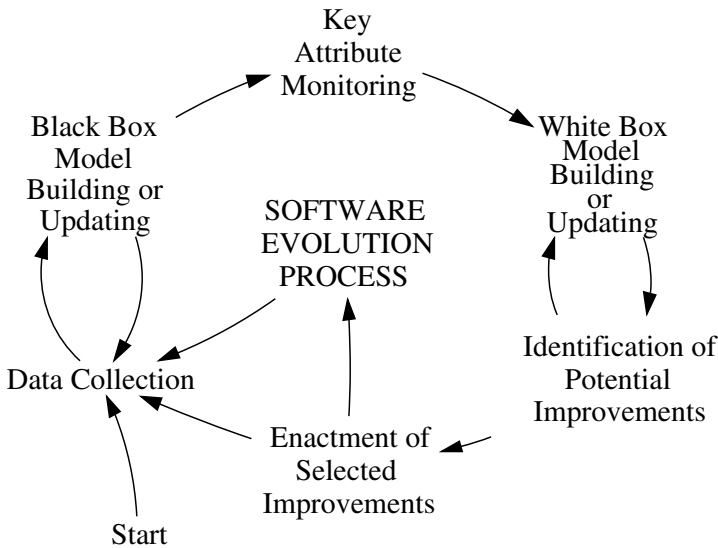 Key
Attribute
Monitoring
Black Box
Model
Building or
Updating
White Box
Model
Building
or
Updating
SOFTWARE
EVOLUTION
PROCESS
Data Collection
Identification of
Potential
Improvements
Enactment of
Selected
Improvements
Start